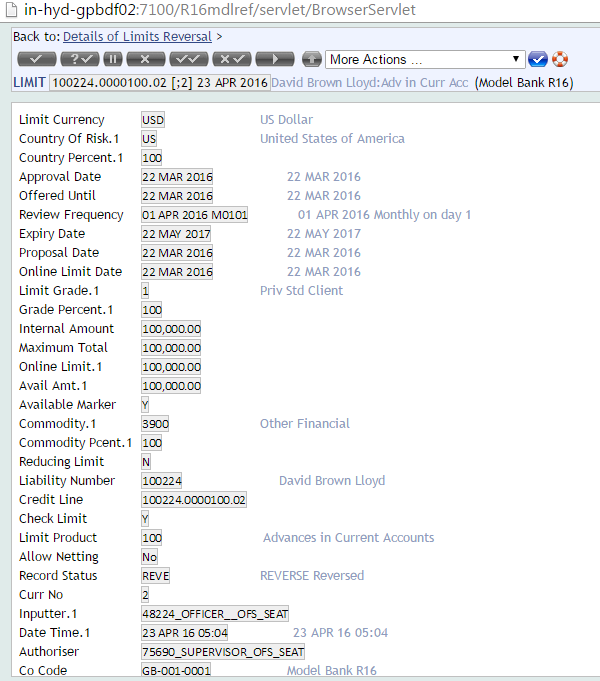 in-hyd-gpbdf02:7100/R16mdlref/servlet/BrowserServlet
Back to: Details of Limits Reversal >
More Actions ...
LIMIT 100224.0000100.02 [;2] 23 APR 2016 David Brown Lloyd:Adv in Curr Acc (Model Bank R16)
Limit Currency USD US Dollar
Country Of Risk.1 US United States of America
Country Percent.1 100
Approval Date 22 MAR 2016 22 MAR 2016
Offered Until 22 MAR 2016 22 MAR 2016
Review Frequency 01 APR 2016 M0101 01 APR 2016 Monthly on day 1
Expiry Date 22 MAY 2017 22 MAY 2017
Proposal Date 22 MAR 2016 22 MAR 2016
Online Limit Date 22 MAR 2016 22 MAR 2016
Limit Grade.1 1 Priv Std Client
Grade Percent.1 100
Internal Amount 100,000.00
Maximum Total 100,000.00
Online Limit.1 100,000.00
Avail Amt.1 100,000.00
Available Marker Y
Commodity.1 3900 Other Financial
Commodity Pcent.1 100
Reducing Limit N
Liability Number 100224 David Brown Lloyd
Credit Line 100224.0000100.02
Check Limit Y
Limit Product 100 Advances in Current Accounts
Allow Netting No
Record Status REVE REVERSE Reversed
Curr No 2
Inputter.1 48224_OFFICER__OFS_SEAT
Date Time.1 23 APR 16 05:04 23 APR 16 05:04
Authoriser 75690_SUPERVISOR_OFS_SEAT
Co Code GB-001-0001 Model Bank R16